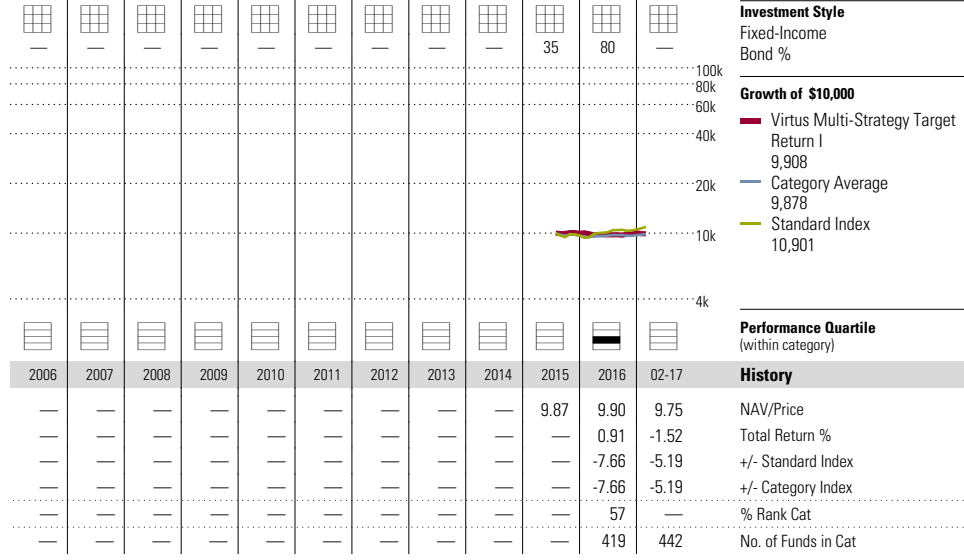 Investment Style
Fixed-Income
— — — — — — — — — 35 80 — Bond %
100k
80k
60k
40k
20k
10k
4k
Growth of $10,000
Virtus Multi-Strategy Target
Return I
9,908
Category Average
9,878
Standard Index
10,901
Performance Quartile
(within category)
2006 2007 2008 2009 2010 2011 2012 2013 2014 2015 2016 02-17 History
— — — — — — — — — 9.87 9.90 9.75 NAV/Price
— — — — — — — — — — 0.91 -1.52 Total Return %
— — — — — — — — — — -7.66 -5.19 +/- Standard Index
— — — — — — — — — — -7.66 -5.19 +/- Category Index
— — — — — — — — — — 57 — % Rank Cat
— — — — — — — — — — 419 442 No. of Funds in Cat